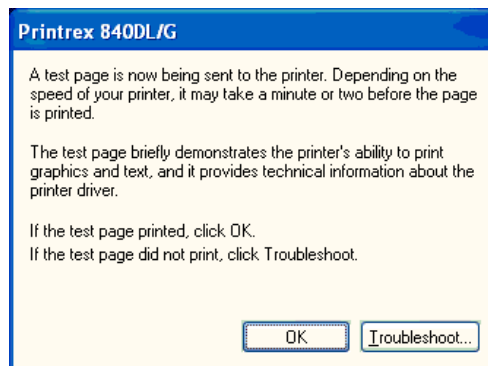 Printrex 840DL/G
A test page is now being sent to the printer. Depending on the
speed of your printer, it may take a minute or two before the page
is printed.
The test page briefly demonstrates the printer's ability to print
graphics and text, and it provides technical information about the
printer driver.
If the test page printed, click OK.
If the test page did not print, click Troubleshoot.
OK
Troubleshoot...